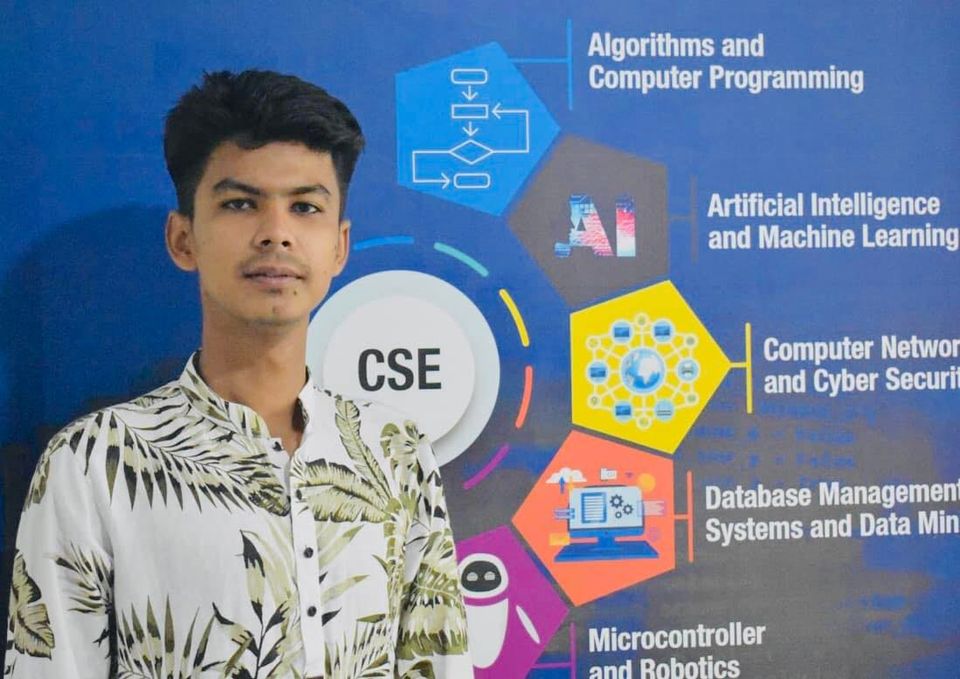 Algorithms and
Computer Programming
AI
Artificial Intelligence
and Machine Learning
CSE
Computer Networ
and Cyber Securit
Database Management
Systems and Data Min
Microcontroller
and Robotics